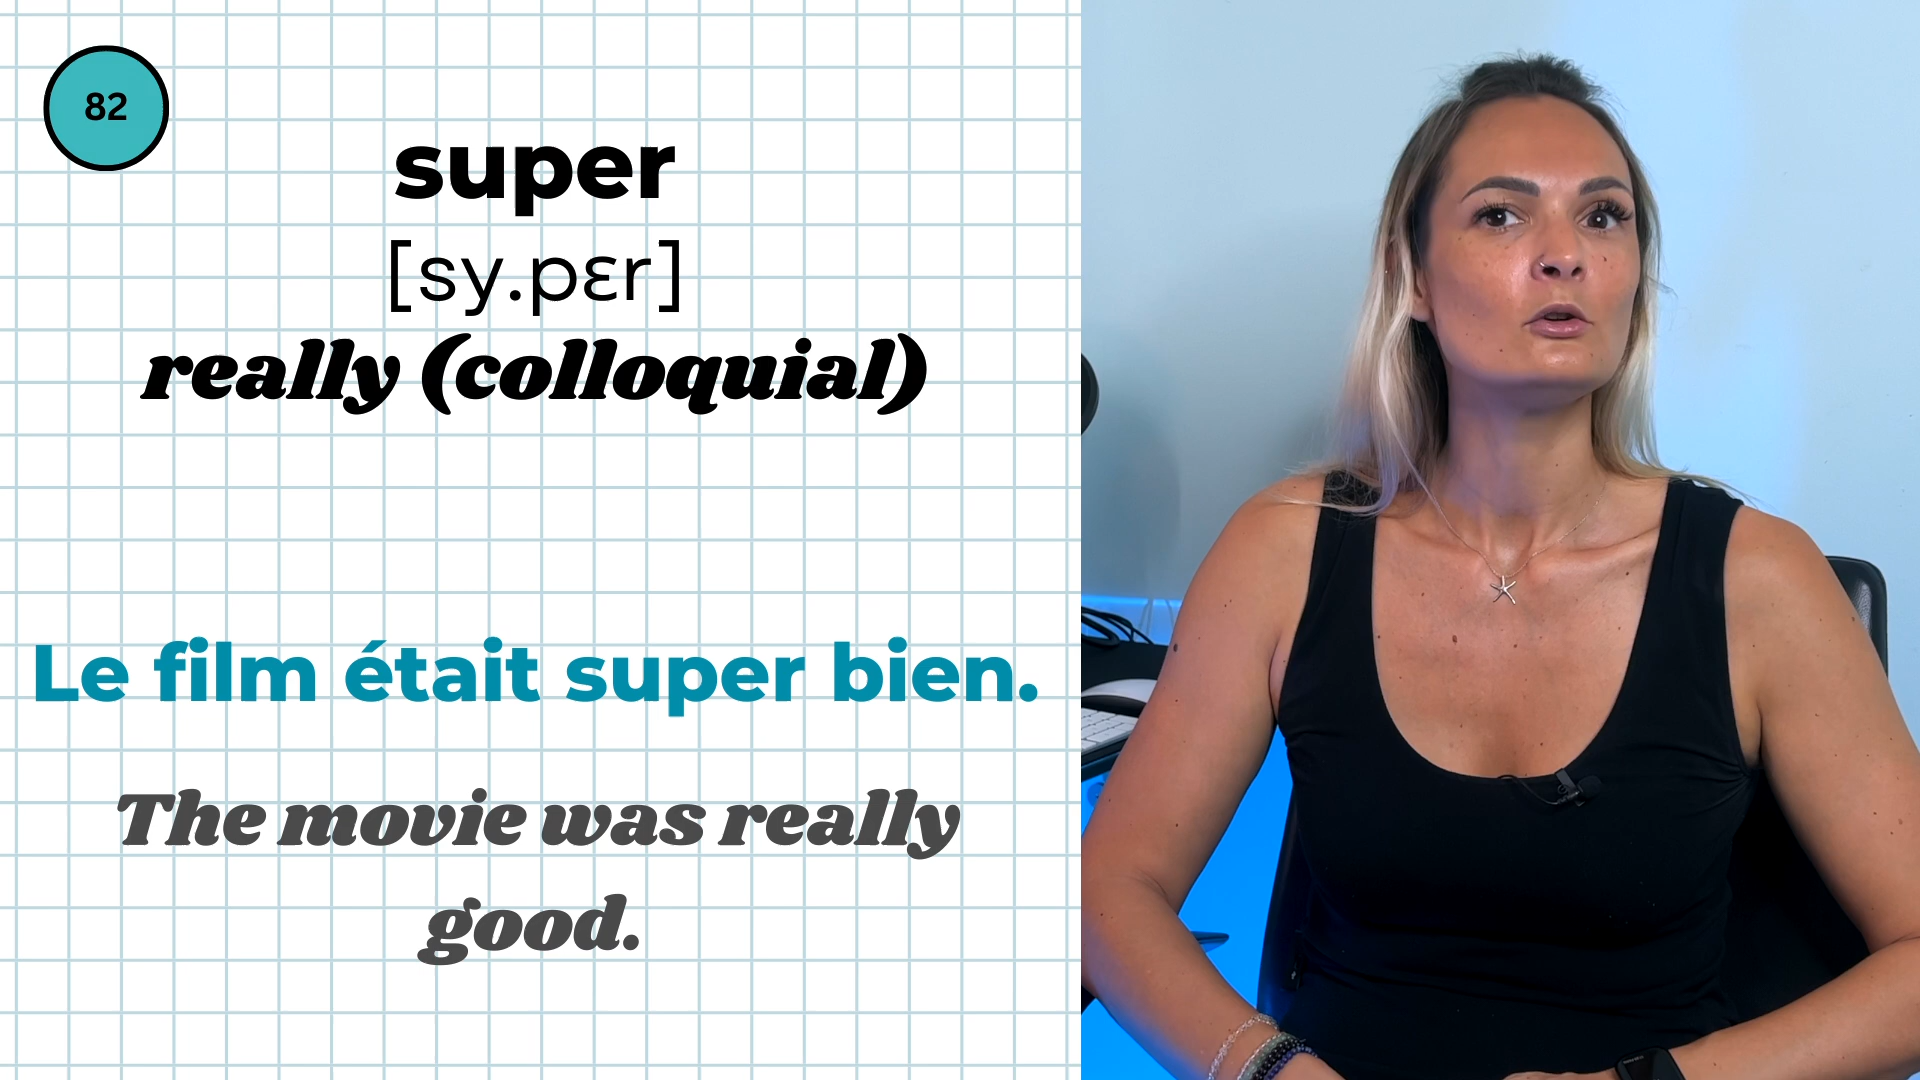 82
super
[sy.pɛr]
really (colloquial)
Le film était super bien.
The movie was really
good.